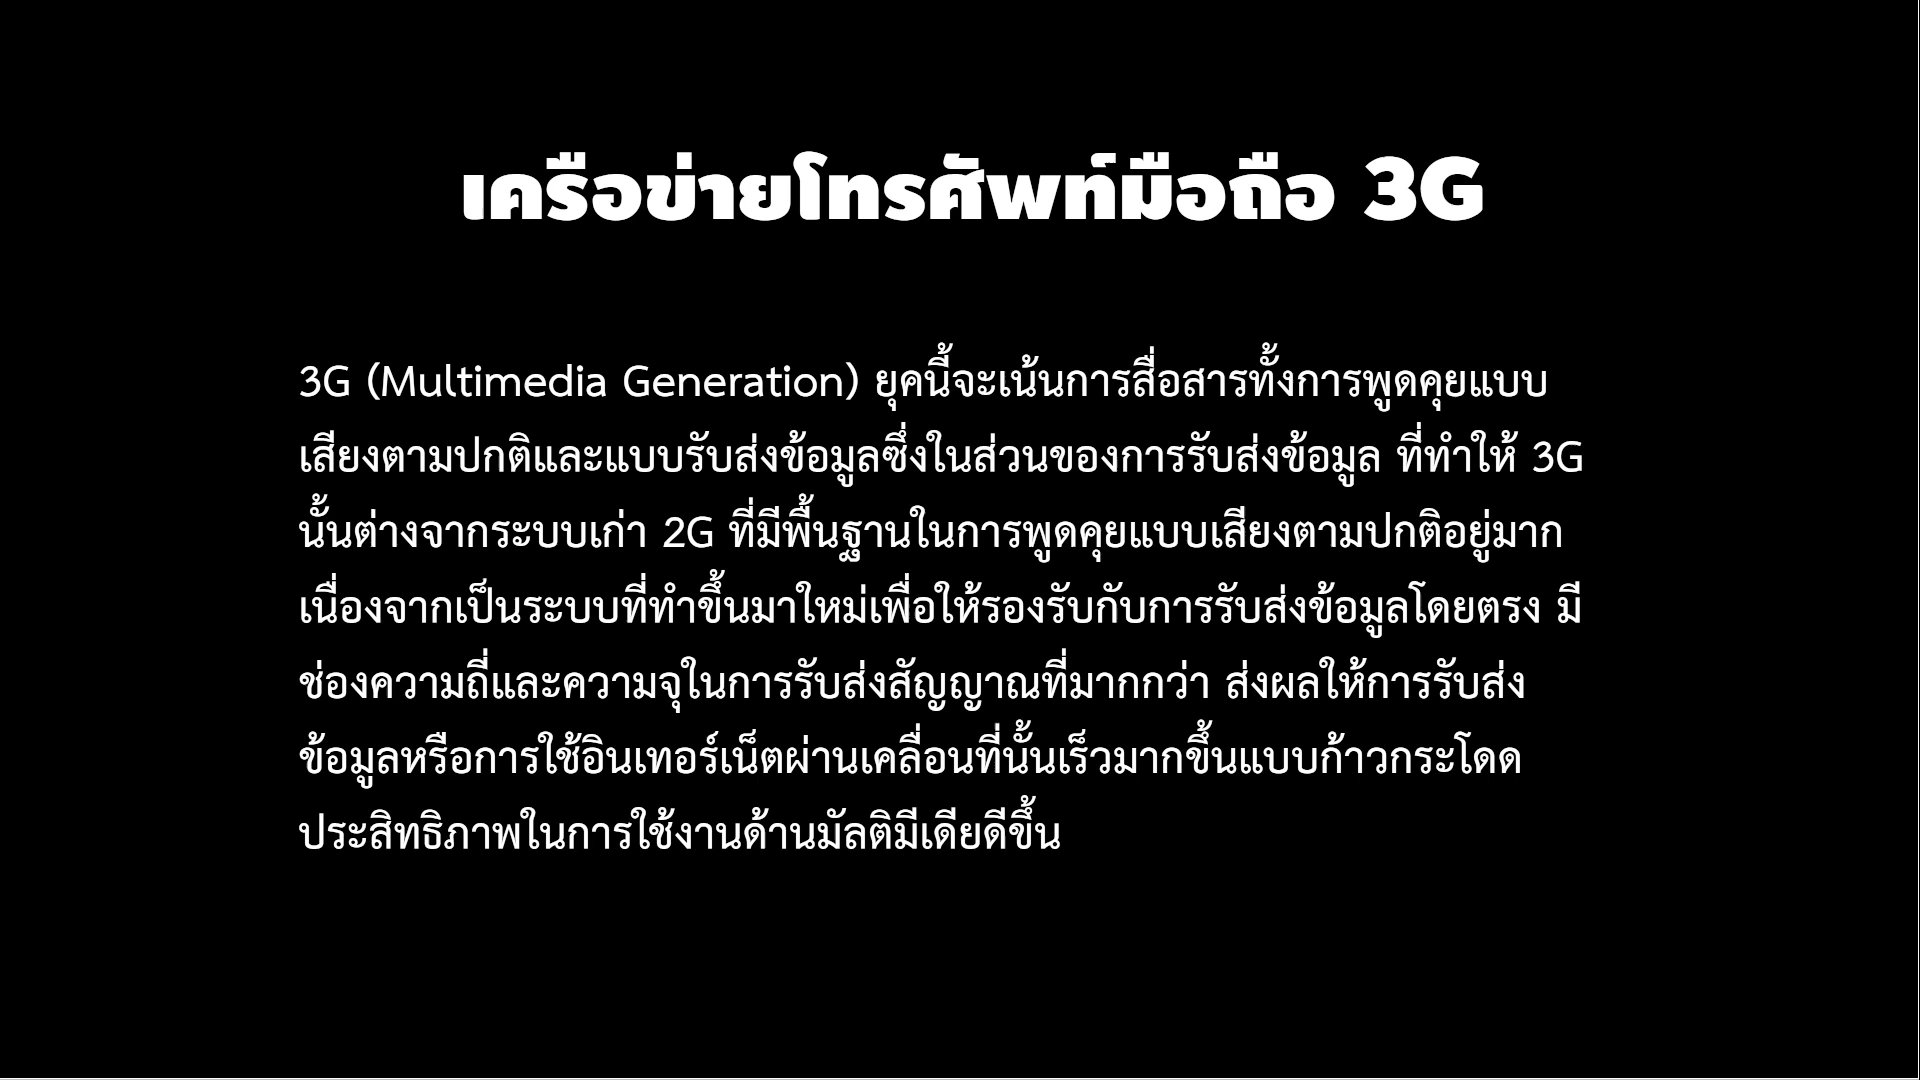 เครือข่ายโทรศัพท์มือถือ 3G
3G (Multimedia Generation) ยุคนี้จะเน้นการสื่อสารทั้งการพูดคุยแบบ
เสียงตามปกติและแบบรับส่งข้อมูลซึ่งในส่วนของการรับส่งข้อมูล ที่ทำให้ 3G
นั้นต่างจากระบบเก่า 2G ที่มีพื้นฐานในการพูดคุยแบบเสียงตามปกติอยู่มาก
เนื่องจากเป็นระบบที่ทำขึ้นมาใหม่เพื่อให้รองรับกับการรับส่งข้อมูลโดยตรง มี
ช่องความถี่และความจุในการรับส่งสัญญาณที่มากกว่า ส่งผลให้การรับส่ง
ข้อมูลหรือการใช้อินเทอร์เน็ตผ่านเคลื่อนที่นั้นเร็วมากขึ้นแบบก้าวกระโดด
ประสิทธิภาพในการใช้งานด้านมัลติมีเดียดีขึ้น